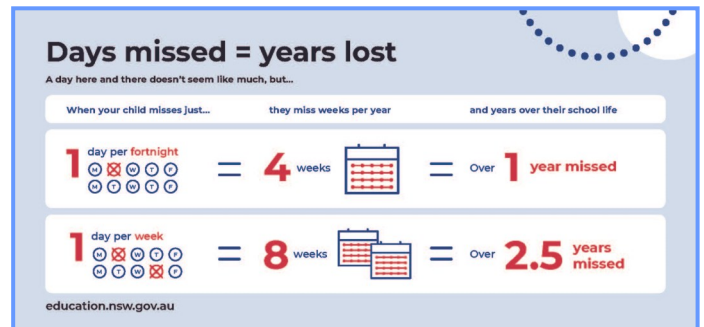 Days missed = years lost
A day here and there doesn't seem like much, but...
When your child misses just... they miss weeks per year and years over their school life
1 day per fortnight = 4 weeks = Over 1 year missed
M T W T F
M T W T F
1 day per week = 8 weeks = Over 2.5 years missed
M T W T F
M T W T F
education.nsw.gov.au